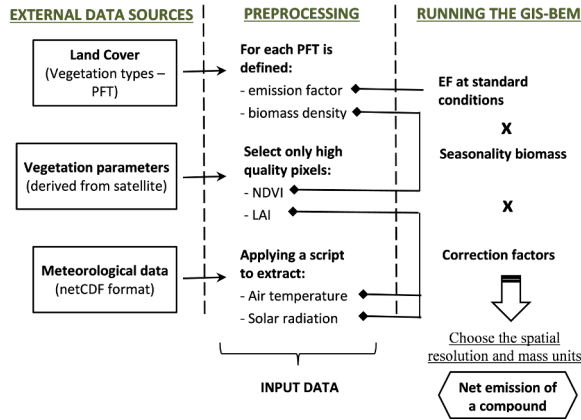 EXTERNAL DATA SOURCES
PREPROCESSING
RUNNING THE GIS-BEM
Land Cover
(Vegetation types –
PFT)
For each PFT is
defined:
- emission factor
- biomass density
EF at standard
conditions
X
Vegetation parameters
(derived from satellite)
Select only high
quality pixels:
- NDVI
- LAI
Seasonality biomass
X
Meteorological data
(netCDF format)
Applying a script
to extract:
- Air temperature
- Solar radiation
Correction factors
INPUT DATA
Choose the spatial
resolution and mass units
Net emission of
a compound